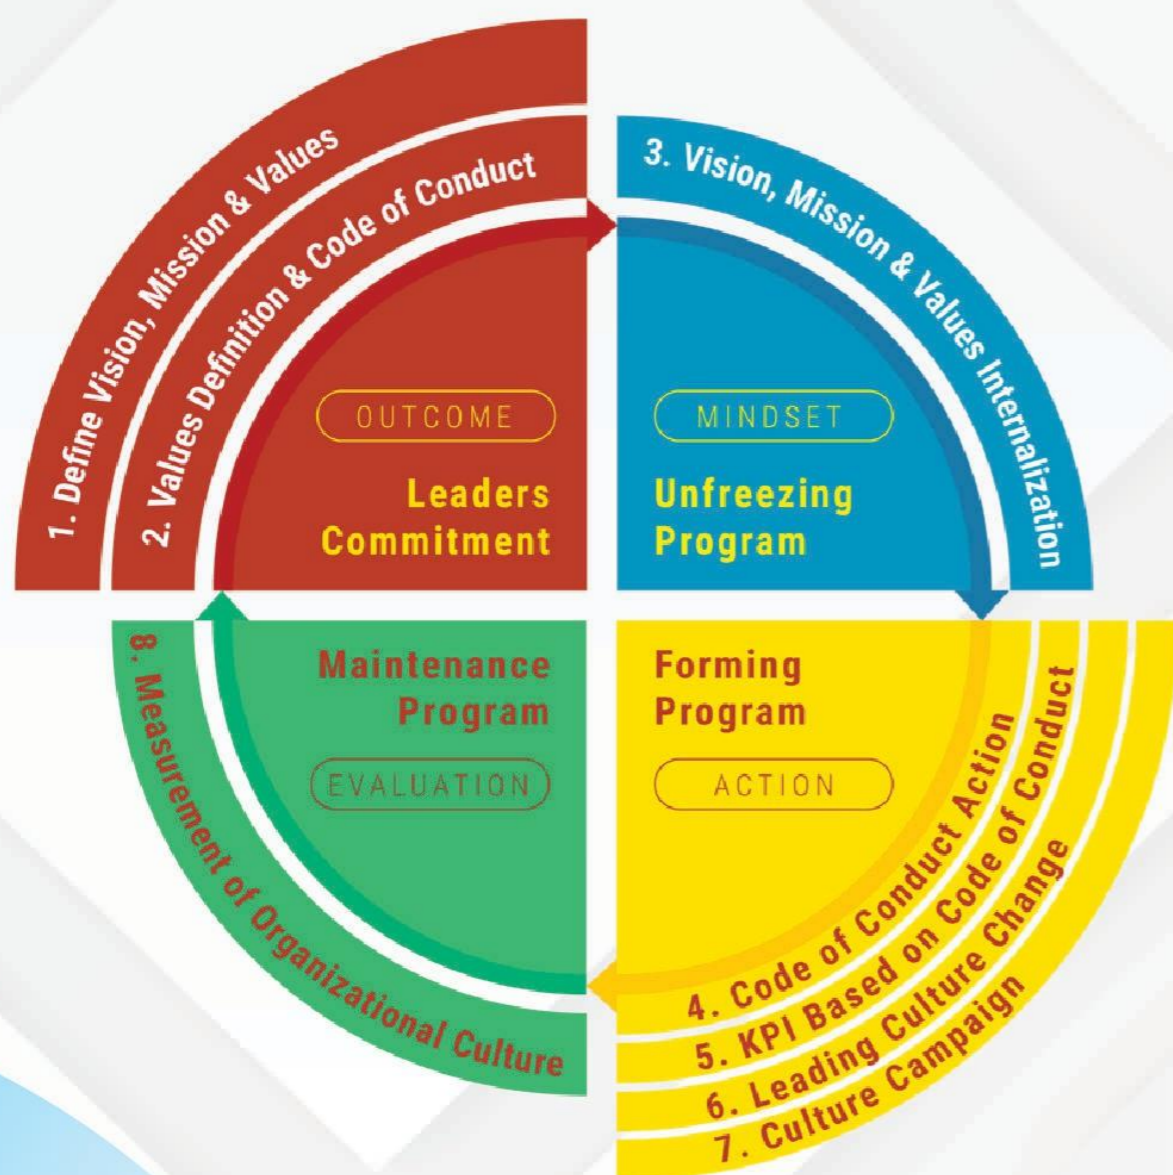 1. Define Vision, Mission & Values
2. Values Definition & Code of Conduct
OUTCOME
Leaders
Commitment
3. Vision, Mission & Values Internalization
MINDSET
Unfreezing
Program
Forming
Program
ACTION
4. Code of Conduct Action
5. KPI Based on Code of Conduct
6. Leading Culture Change
7. Culture Campaign
Maintenance
Program
EVALUATION
8. Measurement of Organizational Culture